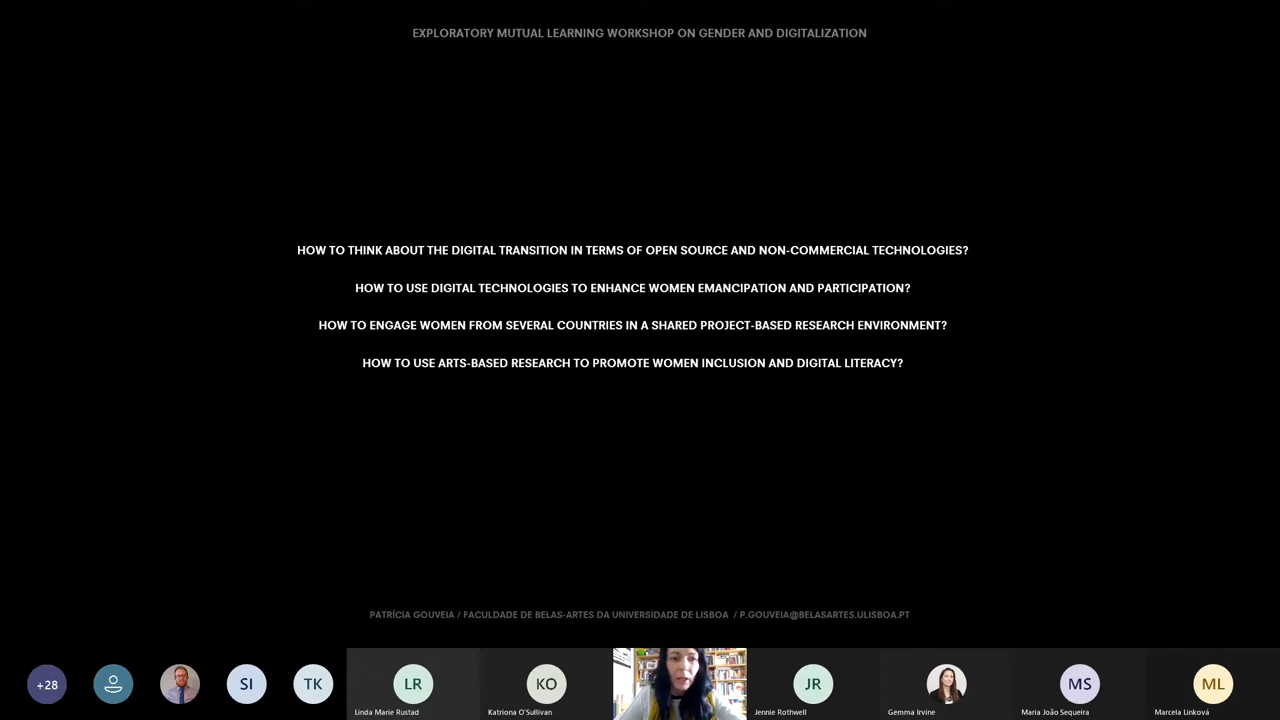 EXPLORATORY MUTUAL LEARNING WORKSHOP ON GENDER AND DIGITALIZATION
HOW TO THINK ABOUT THE DIGITAL TRANSITION IN TERMS OF OPEN SOURCE AND NON-COMMERCIAL TECHNOLOGIES?
HOW TO USE DIGITAL TECHNOLOGIES TO ENHANCE WOMEN EMANCIPATION AND PARTICIPATION?
HOW TO ENGAGE WOMEN FROM SEVERAL COUNTRIES IN A SHARED PROJECT-BASED RESEARCH ENVIRONMENT?
HOW TO USE ARTS-BASED RESEARCH TO PROMOTE WOMEN INCLUSION AND DIGITAL LITERACY?
PATRÍCIA GOUVEIA / FACULDADE DE BELAS-ARTES DA UNIVERSIDADE DE LISBOA / P.GOUVEIA@BELASARTES.ULISBOA.PT
+28 SI TK LR KO JR MS ML
Linda Marie Rustad Katriona O'Sullivan Jennie Rothwell Gemma Irvine Maria João Sequeira Marcela Linková